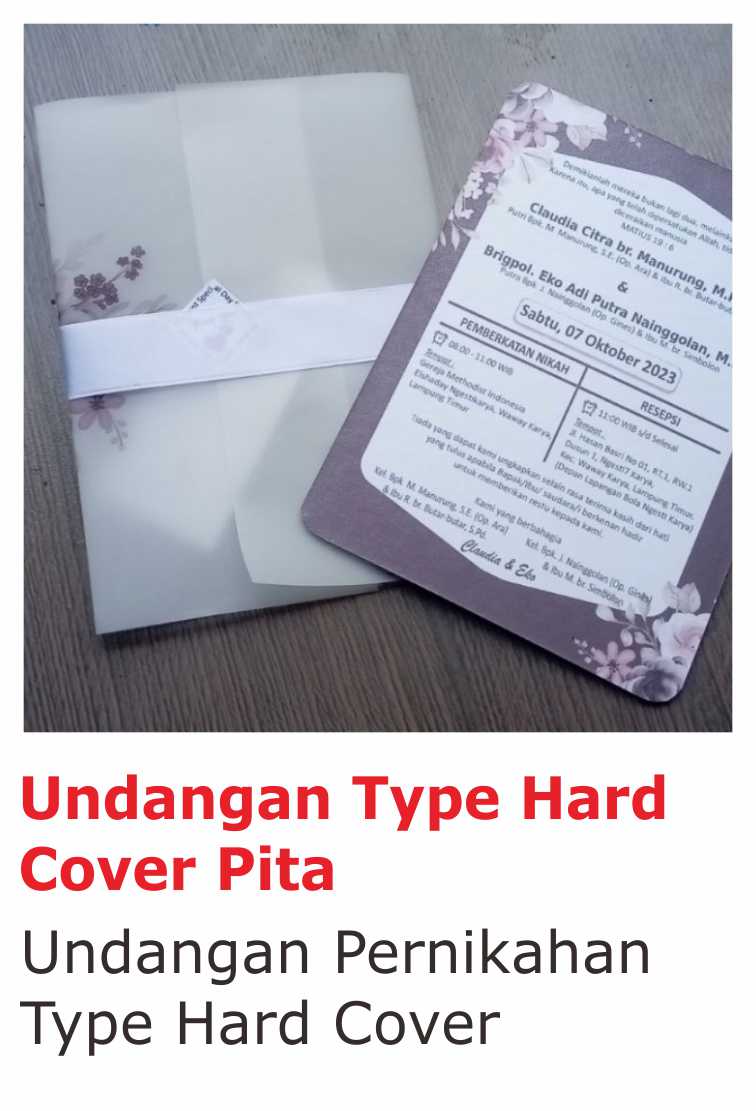 al Day
Demikianlah mereka bukan lagi dua, melainkan
Karena itu, apa yang telah dipersatukan Allah, tid
diceraikan manusia
MATIUS 19 : 6
Claudia Citra br. Manurung, M.
Putri Bpk. M. Manurung, S.E. (Op. Ara) & Ibu R. br. Butar-but
&
Brigpol. Eko Adi Putra Nainggolan, M.
Putra Bpk. J. Nainggolan (Op. Gines) & Ibu M. br. Simbolon
Sabtu, 07 Oktober 2023
PEMBERKATAN NIKAH
08:00 - 11:00 WIB
Tempat.:
Gereja Methodist Indonesia
Elshaday Ngestikarya, Waway Karya,
Lampung Timur
RESEPSI
11:00 WIB s/d Selesai
Tempat.:
Jl. Hasan Basri No 01, RT.1, RW.1
Dusun 1, Ngesti7 Karya,
Kec. Waway Karya, Lampung Timur.
(Depan Lapangan Bola Ngesti Karya)
Tiada yang dapat kami ungkapkan selain rasa terima kasih dari hati
yang tulus apabila Bapak/Ibu/ saudara/i berkenan hadir
untuk memberikan restu kepada kami.
Kami yang berbahagia
Kel. Bpk. M. Manurung, S.E. (Op. Ara)
& Ibu R. br. Butar-butar, S.Pd.
Kel. Bpk. J. Nainggolan (Op. Gines)
& Ibu M. br. Simbolon
Claudia & Eko
Undangan Type Hard
Cover Pita
Undangan Pernikahan
Type Hard Cover